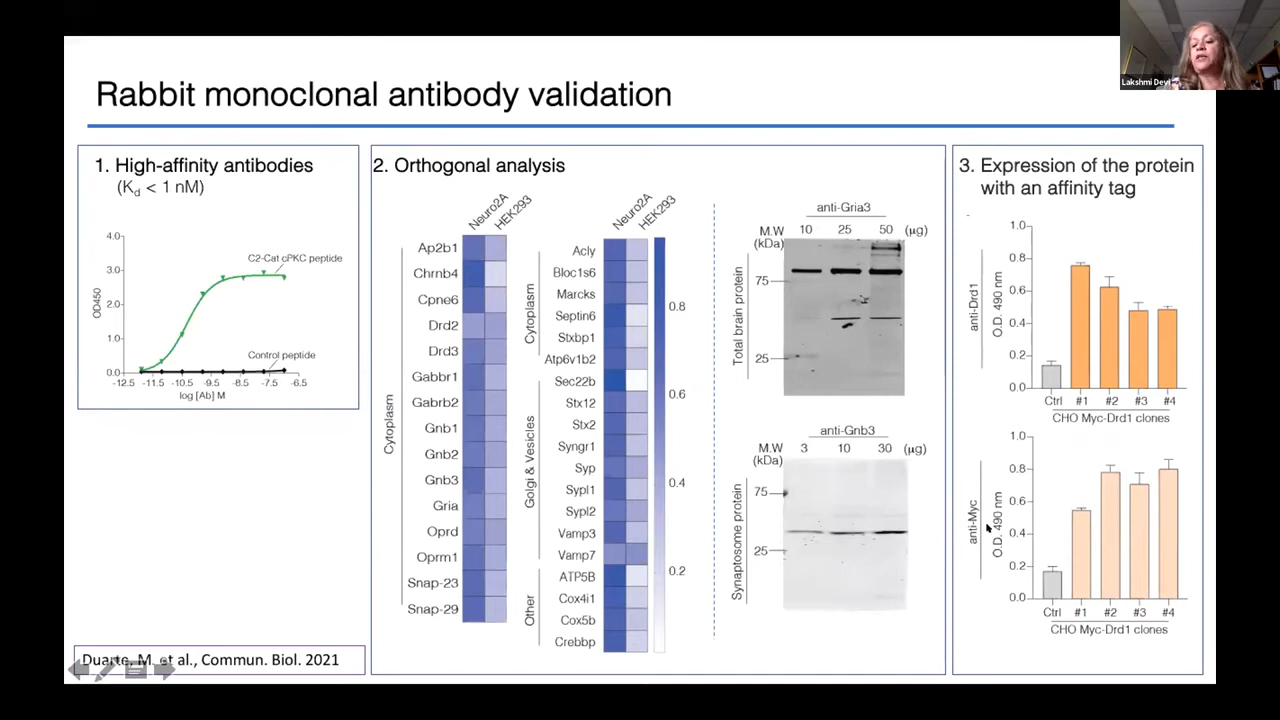 Lakshmi Devi
Rabbit monoclonal antibody validation
1. High-affinity antibodies
(Kd < 1 nM)
4.0
3.0
2.0
1.0
0.0
OD450
C2-Cat cPKC peptide
Control peptide
-12.5 -11.5 -10.5 -9.5 -8.5 -7.5 -6.5
log [Ab] M
2. Orthogonal analysis
Neuro2A
HEK293
Cytoplasm
Ap2b1
Chrnb4
Cpne6
Drd2
Drd3
Gabbr1
Gabrb2
Gnb1
Gnb2
Gnb3
Gria
Oprd
Oprm1
Snap-23
Snap-29
Neuro2A
HEK293
Cytoplasm
Acly
Bloc1s6
Marcks
Septin6
Stxbp1
Atp6v1b2
Golgi & Vesicles
Sec22b
Stx12
Stx2
Syngr1
Syp
Sypl1
Sypl2
Vamp3
Vamp7
Other
ATP5B
Cox4i1
Cox5b
Crebbp
0.8
0.6
0.4
0.2
anti-Gria3
M.W
(kDa)
10 25 50 (µg)
75
25
Total brain protein
anti-Gnb3
M.W
(kDa)
3 10 30 (µg)
75
25
Synaptosome protein
3. Expression of the protein
with an affinity tag
anti-Drd1
O.D. 490 nm
1.0
0.8
0.6
0.4
0.2
0.0
Ctrl #1 #2 #3 #4
CHO Myc-Drd1 clones
anti-Myc
O.D. 490 nm
1.0
0.8
0.6
0.4
0.2
0.0
Ctrl #1 #2 #3 #4
CHO Myc-Drd1 clones
Duarte, M. et al., Commun. Biol. 2021